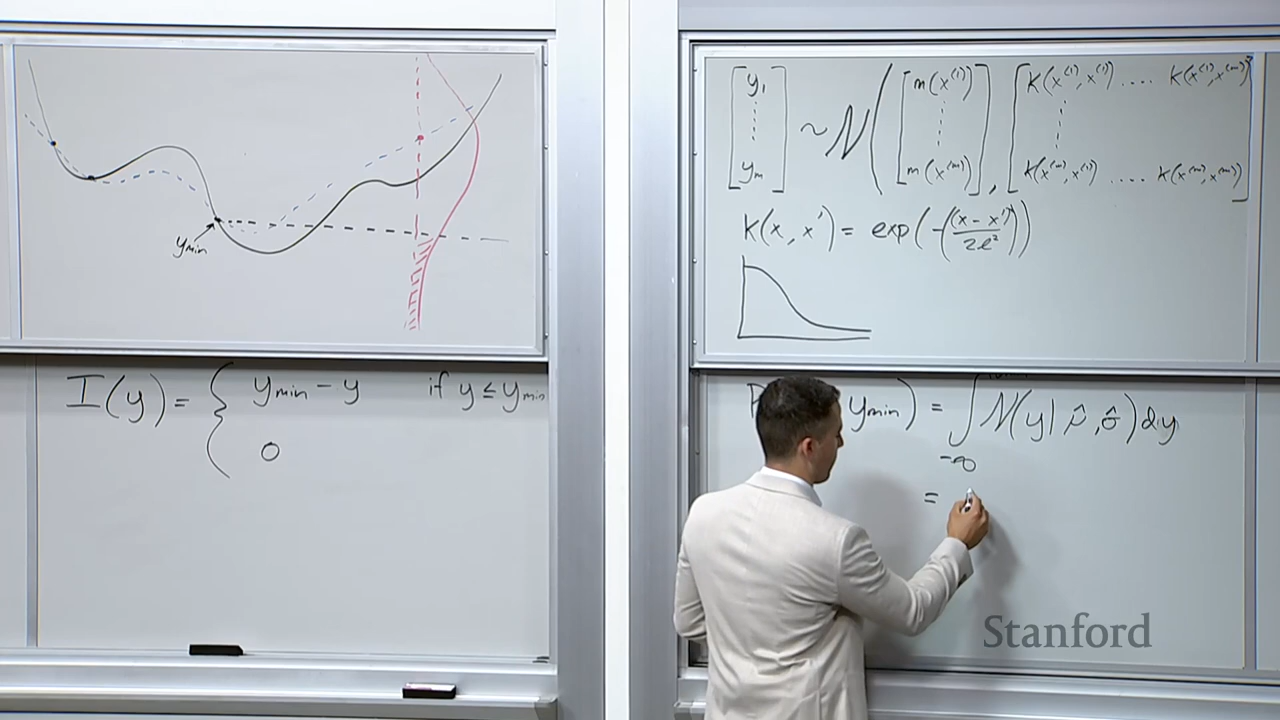 y_min
I(y) = { y_min − y if y ≤ y_min
0
[ y_1 ⋮ y_m ] ~ N( [ m(x^(1)) ⋮ m(x^(m)) ], [ K(x^(1), x^(1)) .... K(x^(1), x^(m))
K(x^(m), x^(1)) .... K(x^(m), x^(m)) ]
K(x, x') = exp(−((x − x')²/2ℓ²))
y_min) = ∫_{−∞} N(y | μ̂, σ̂) dy
=
Stanford